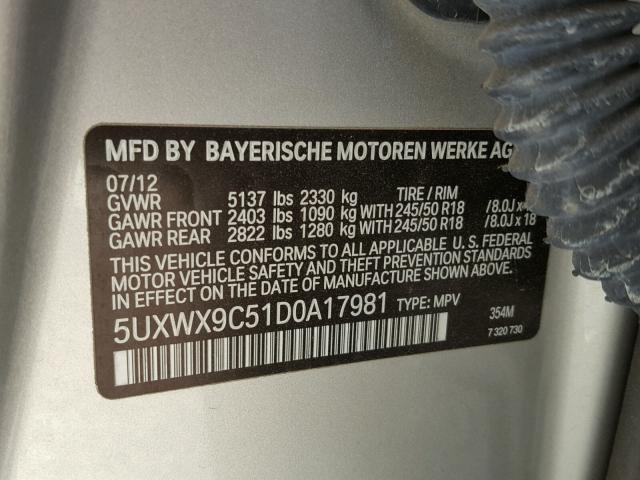 MFD BY BAYERISCHE MOTOREN WERKE AG
07/12
GVWR 5137 lbs 2330 kg TIRE / RIM
GAWR FRONT 2403 lbs 1090 kg WITH 245/50 R18 /8.0J x
GAWR REAR 2822 lbs 1280 kg WITH 245/50 R18 /8.0J x 18
THIS VEHICLE CONFORMS TO ALL APPLICABLE U.S. FEDERAL
MOTOR VEHICLE SAFETY AND THEFT PREVENTION STANDARDS
IN EFFECT ON THE DATE OF MANUFACTURE SHOWN ABOVE.
5UXWX9C51D0A17981 TYPE: MPV
354M
7 320 730